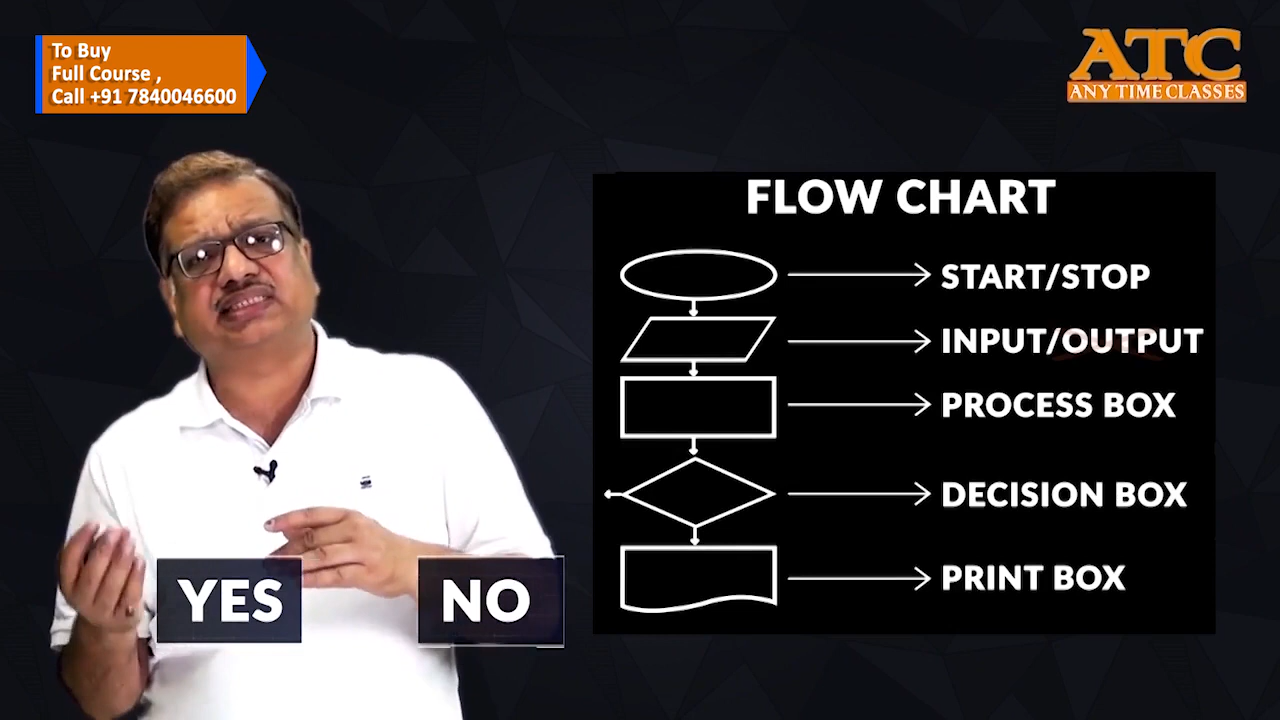 To Buy
Full Course ,
Call +91 7840046600
ATC
ANY TIME CLASSES
FLOW CHART
START/STOP
INPUT/OUTPUT
PROCESS BOX
DECISION BOX
PRINT BOX
YES
NO